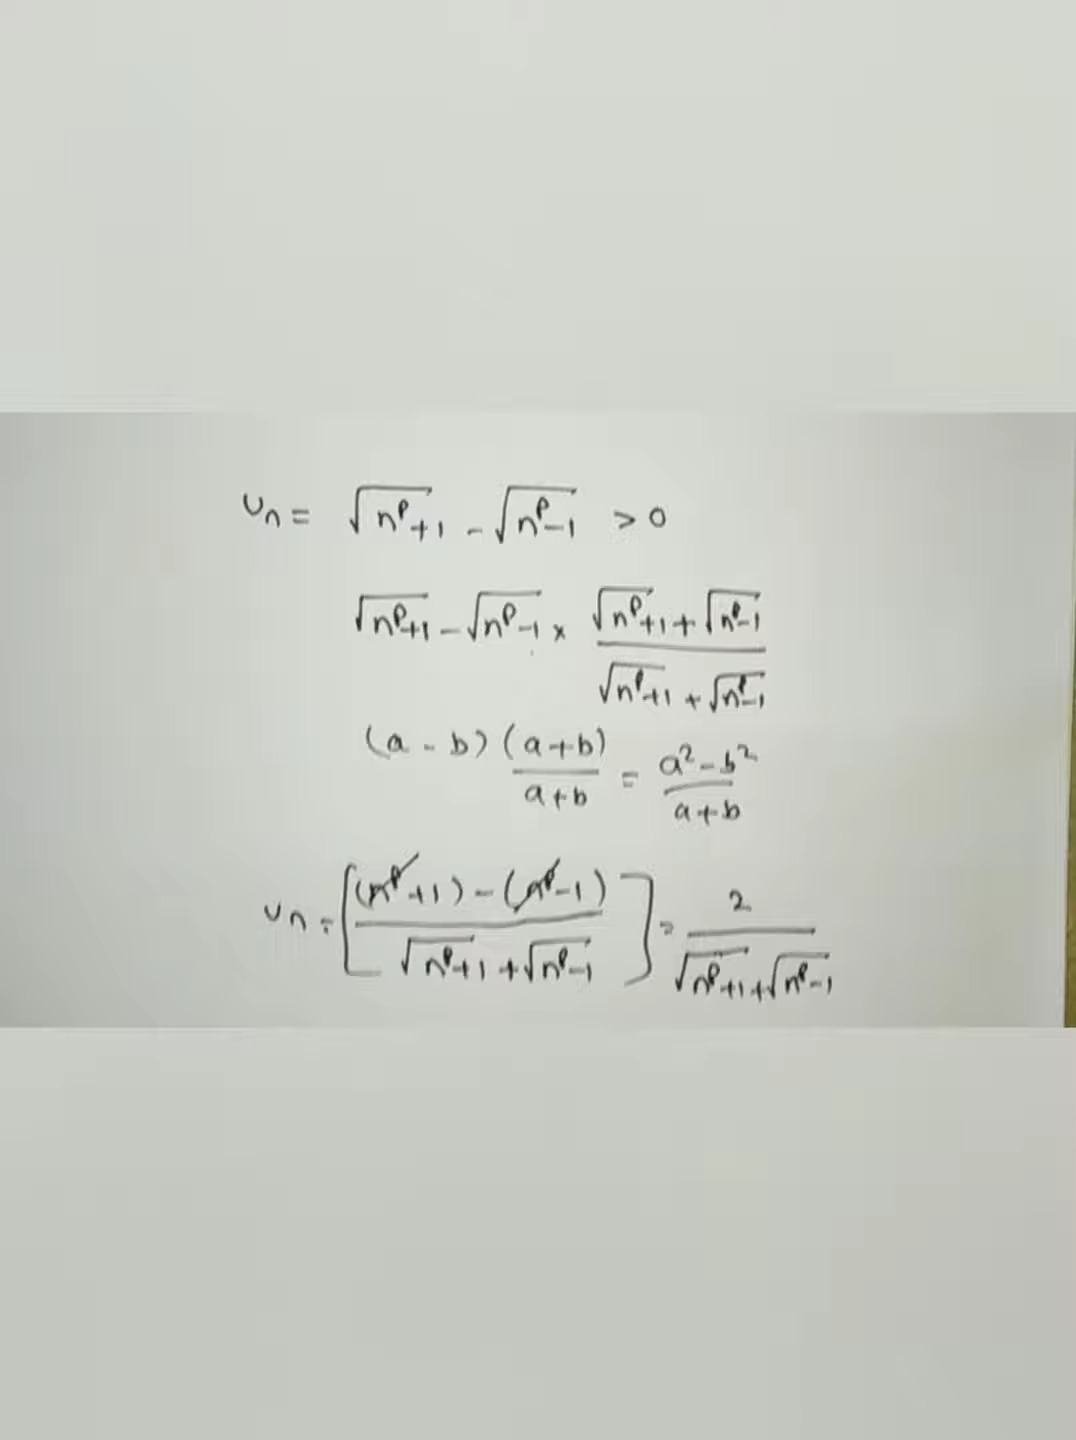 Un = √(n^p+1) - √(n^p-1) > 0
√(n^p+1) - √(n^p-1) × (√(n^p+1) + √(n^p-1)) / (√(n^p+1) + √(n^p-1))
(a - b) (a+b)/(a+b) = (a²-b²)/(a+b)
Un = [((n^p+1) - (n^p-1)) / (√(n^p+1) + √(n^p-1))] = 2 / (√(n^p+1) + √(n^p-1))